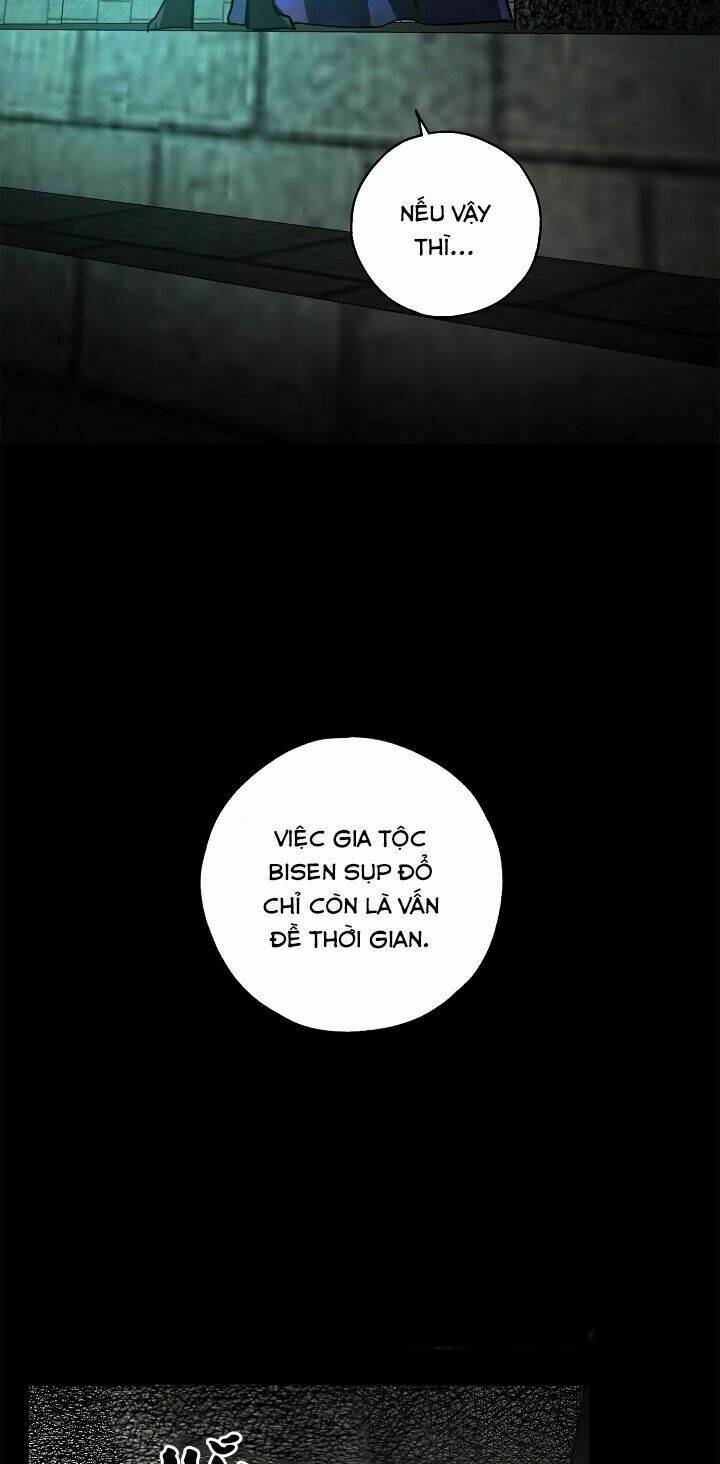 NẾU VẬY
THÌ...
VIỆC GIA TỘC
BISEN SỤP ĐỔ
CHỈ CÒN LÀ VẤN
ĐỀ THỜI GIAN.